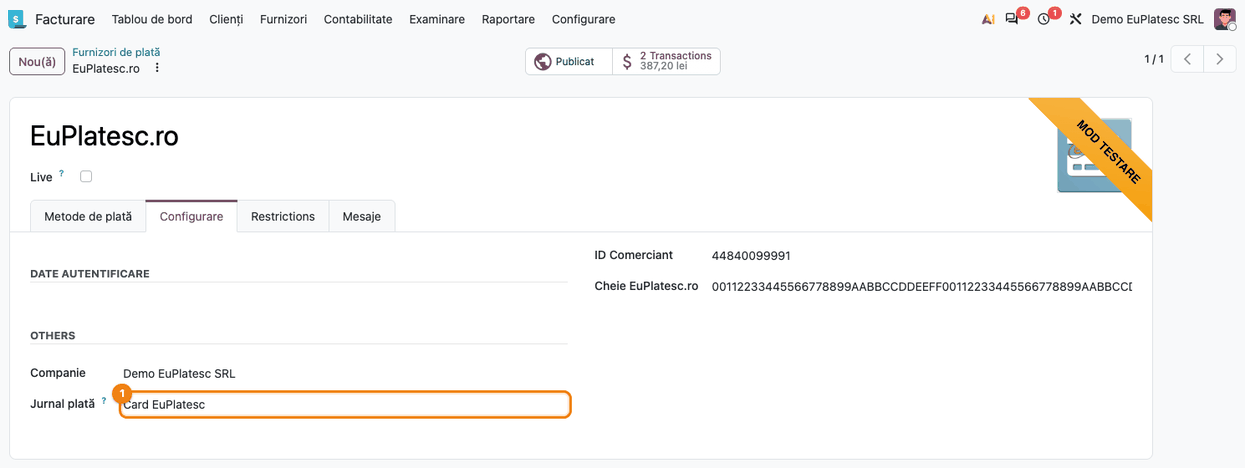 $ Facturare Tablou de bord Clienți Furnizori Contabilitate Examinare Raportare Configurare AI 6 1 Demo EuPlatesc SRL
Nou(ă) Furnizori de plată
EuPlatesc.ro
Publicat
$ 2 Transactions
387,20 lei
1 / 1
EuPlatesc.ro
MOD TESTARE
Live ?
Metode de plată Configurare Restrictions Mesaje
DATE AUTENTIFICARE
ID Comerciant 44840099991
Cheie EuPlatesc.ro 00112233445566778899AABBCCDDEEFF00112233445566778899AABBCC
OTHERS
Companie Demo EuPlatesc SRL
1
Jurnal plată ? Card EuPlatesc